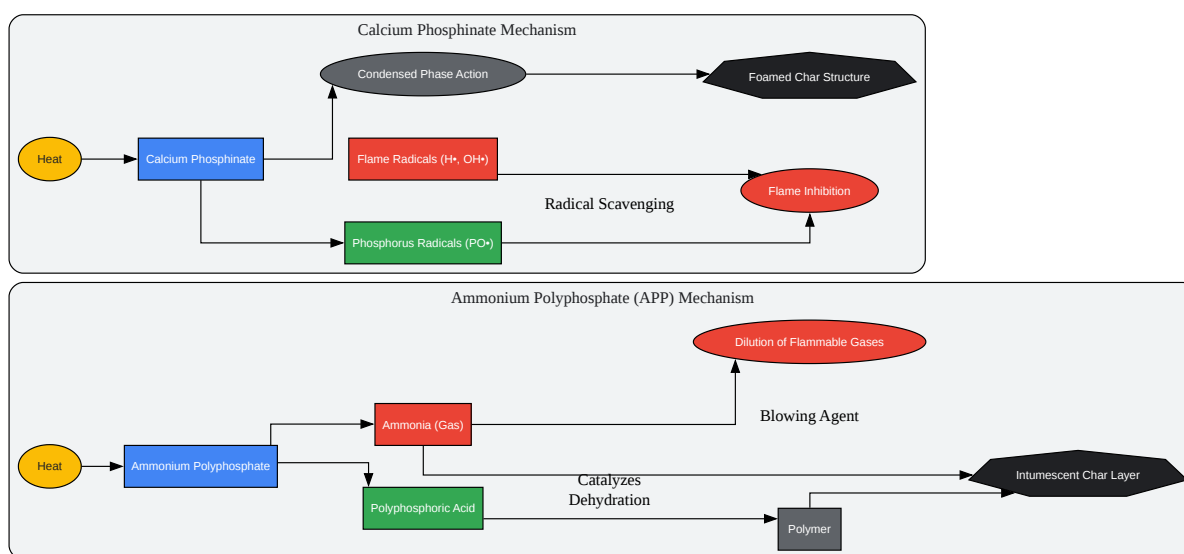 Calcium Phosphinate Mechanism
Condensed Phase Action
Foamed Char Structure
Heat
Calcium Phosphinate
Flame Radicals (H•, OH•)
Flame Inhibition
Radical Scavenging
Phosphorus Radicals (PO•)
Ammonium Polyphosphate (APP) Mechanism
Dilution of Flammable Gases
Blowing Agent
Ammonia (Gas)
Heat
Ammonium Polyphosphate
Intumescent Char Layer
Catalyzes
Dehydration
Polyphosphoric Acid
Polymer